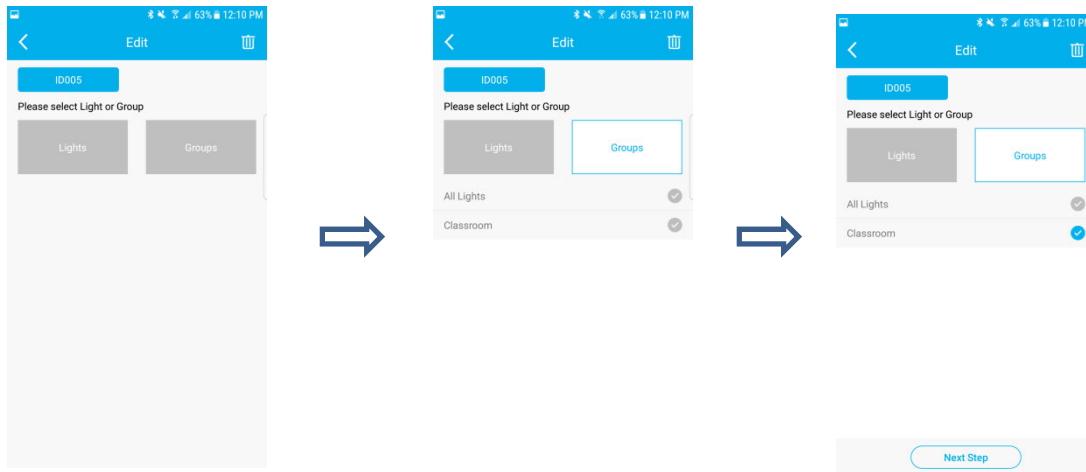 63% 12:10 PM
Edit
ID005
Please select Light or Group
Lights
Groups
63% 12:10 PM
Edit
ID005
Please select Light or Group
Lights
Groups
All Lights
Classroom
63% 12:10 PM
Edit
ID005
Please select Light or Group
Lights
Groups
All Lights
Classroom
Next Step